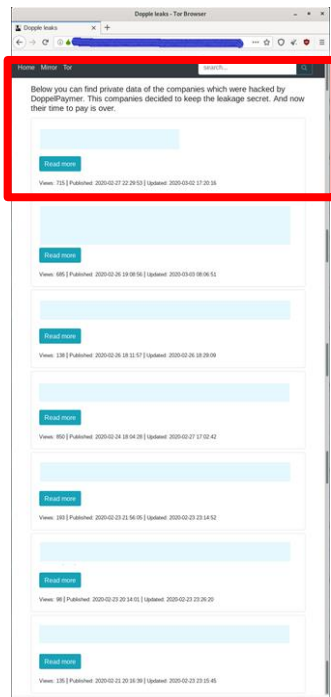 Dopple leaks - Tor Browser
Dopple leaks
Home Mirror Tor
search...
Below you can find private data of the companies which were hacked by
DoppelPaymer. This companies decided to keep the leakage secret. And now
their time to pay is over.
Read more
Views: 715 | Published: 2020-02-27 22:29:53 | Updated: 2020-03-02 17:20:16
Read more
Views: 685 | Published: 2020-02-26 19:08:56 | Updated: 2020-03-03 08:06:51
Read more
Views: 138 | Published: 2020-02-26 18:11:57 | Updated: 2020-02-26 18:29:09
Read more
Views: 650 | Published: 2020-02-24 18:04:28 | Updated: 2020-02-27 17:02:42
Read more
Views: 193 | Published: 2020-02-23 21:56:05 | Updated: 2020-02-23 23:14:52
Read more
Views: 98 | Published: 2020-02-23 20:14:01 | Updated: 2020-02-23 23:26:20
Read more
Views: 135 | Published: 2020-02-21 20:16:39 | Updated: 2020-02-23 23:15:45